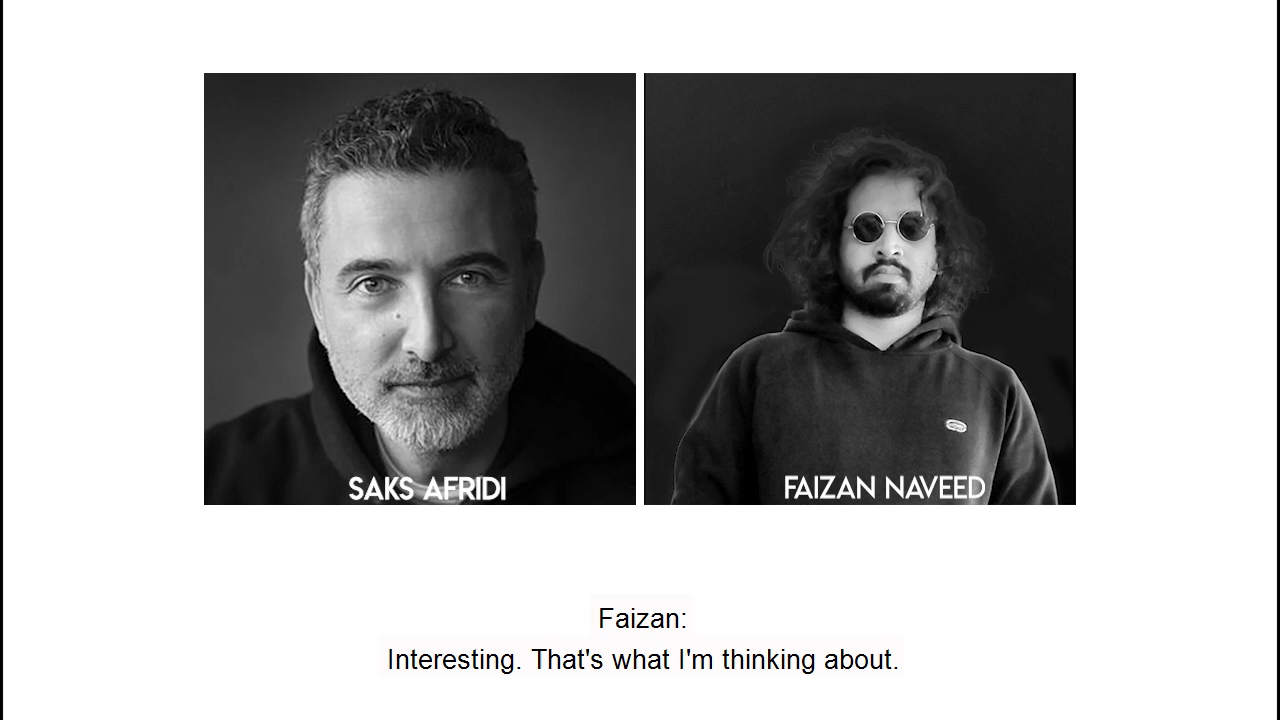 SAKS AFRIDI
FAIZAN NAVEED
Faizan:
Interesting. That's what I'm thinking about.